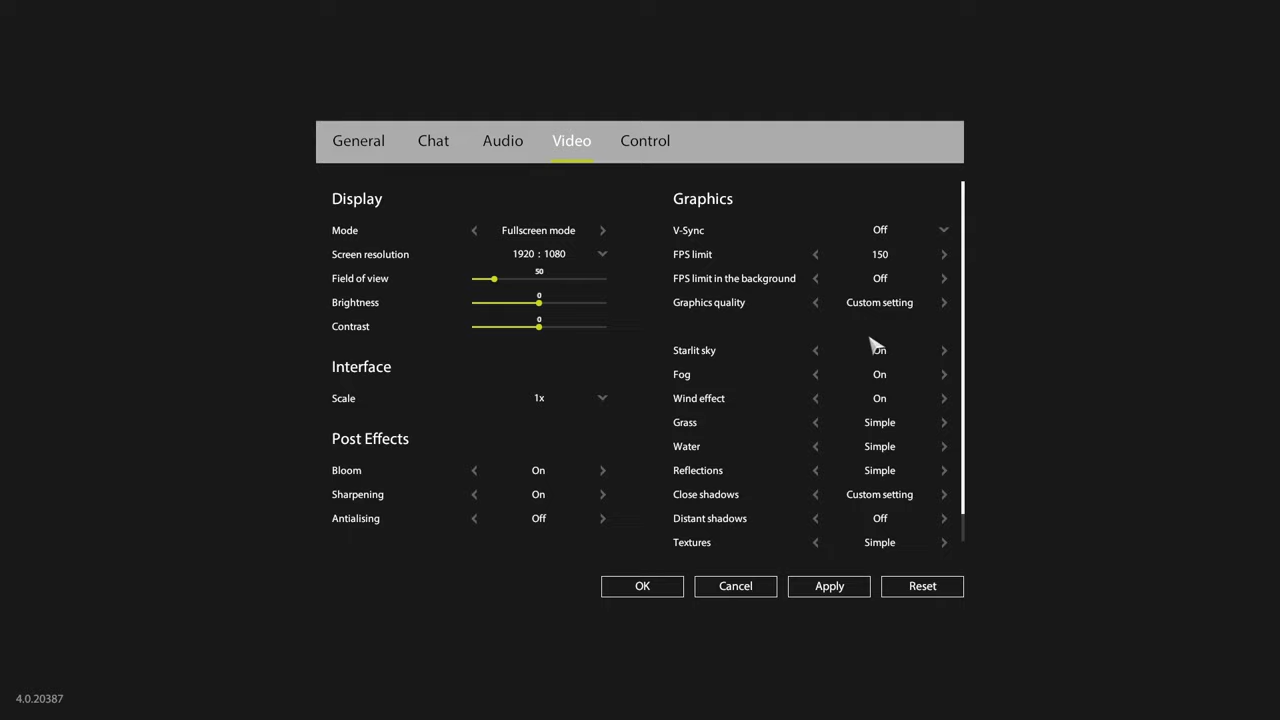 General Chat Audio Video Control
Display
Mode Fullscreen mode
Screen resolution 1920 : 1080
Field of view 50
Brightness 0
Contrast 0
Interface
Scale 1x
Post Effects
Bloom On
Sharpening On
Antialising Off
Graphics
V-Sync Off
FPS limit 150
FPS limit in the background Off
Graphics quality Custom setting
Starlit sky On
Fog On
Wind effect On
Grass Simple
Water Simple
Reflections Simple
Close shadows Custom setting
Distant shadows Off
Textures Simple
OK Cancel Apply Reset
4.0.20387